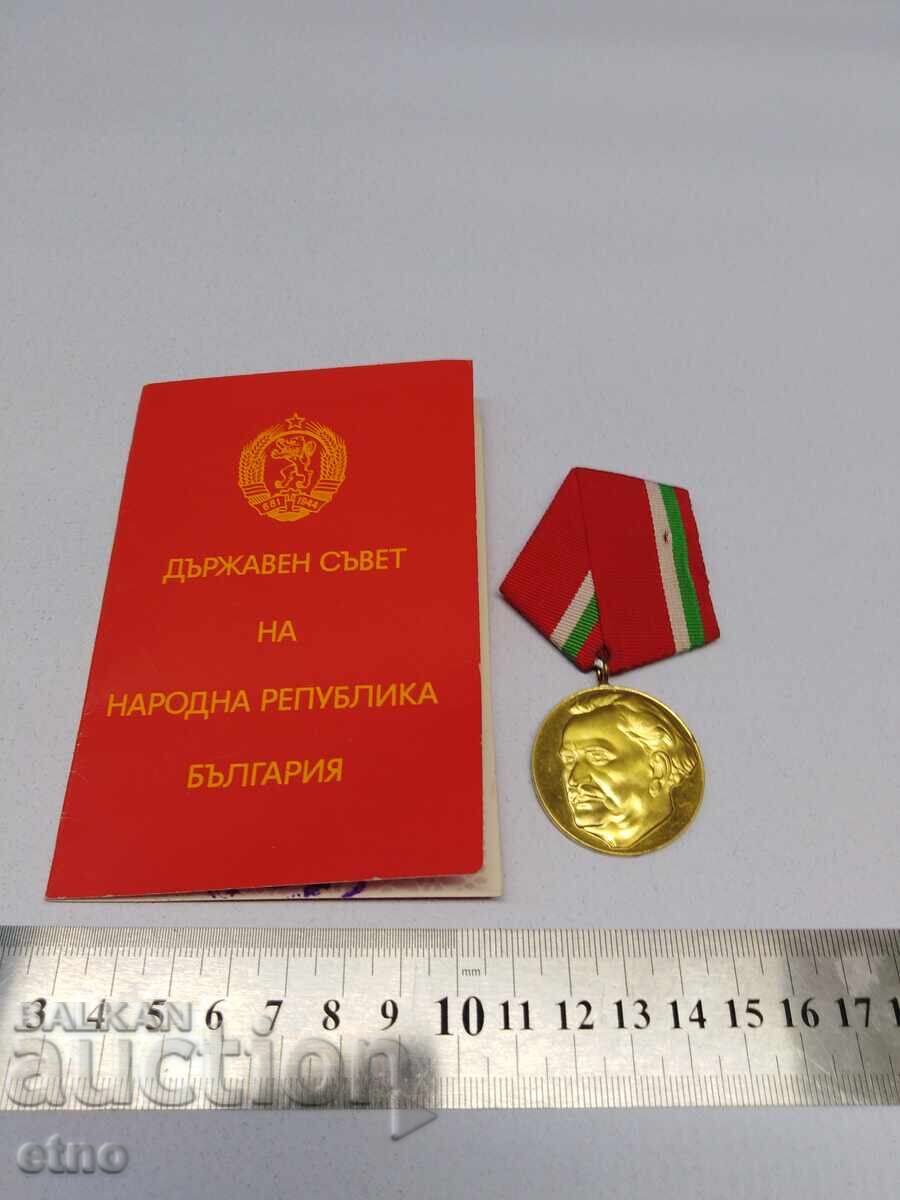 681 1944
ДЪРЖАВЕН СЪВЕТ
НА
НАРОДНА РЕПУБЛИКА
БЪЛГАРИЯ
mm
3 4 5 6 7 8 9 10 11 12 13 14 15 16 17 1
BALKAN
auction
etno